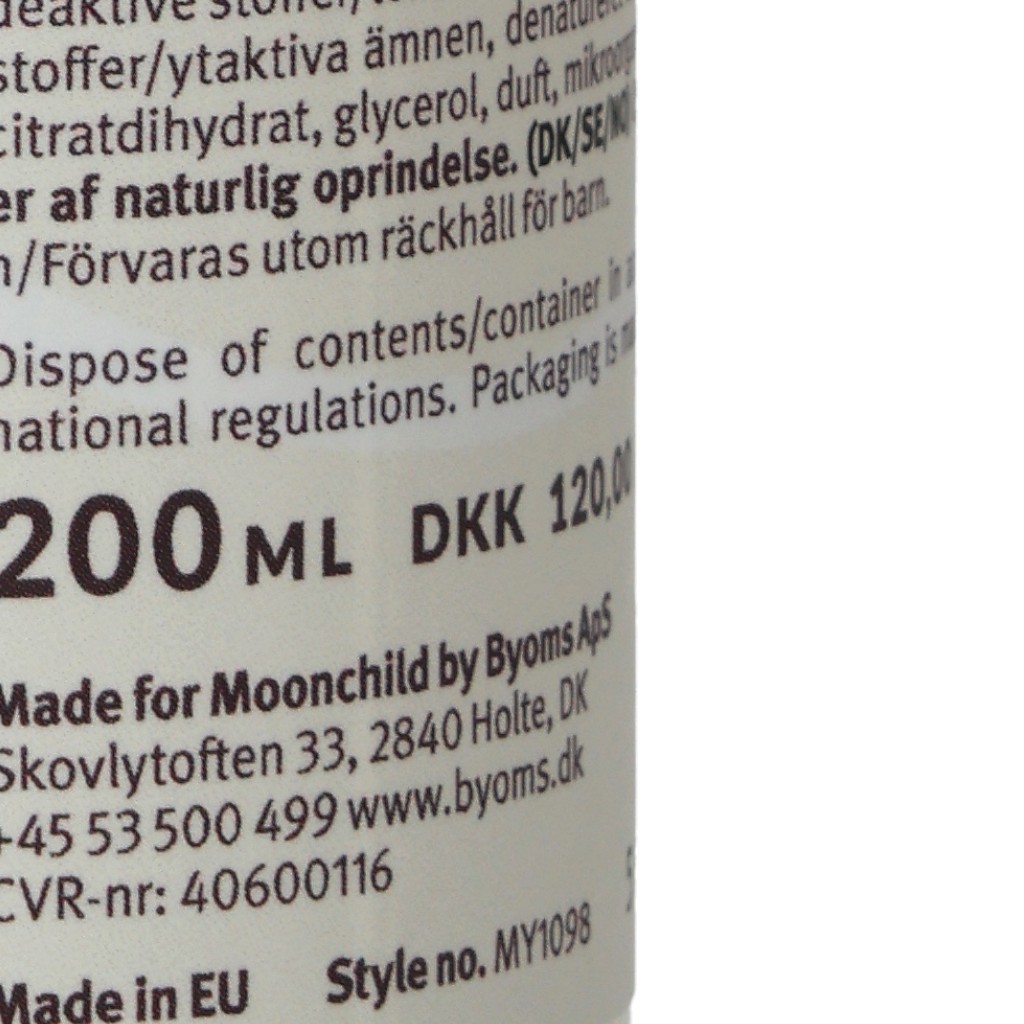 stoffer/ytaktiva ämnen,
citratdihydrat, glycerol, duft,
er af naturlig oprindelse. (DK/SE/NO)
n/Förvaras utom räckhåll för barn.
Dispose of contents/container in
national regulations. Packaging is
200 ML DKK 120,00
Made for Moonchild by Byoms ApS
Skovlytoften 33, 2840 Holte, DK
+45 53 500 499 www.byoms.dk
CVR-nr: 40600116
Made in EU Style no. MY1098